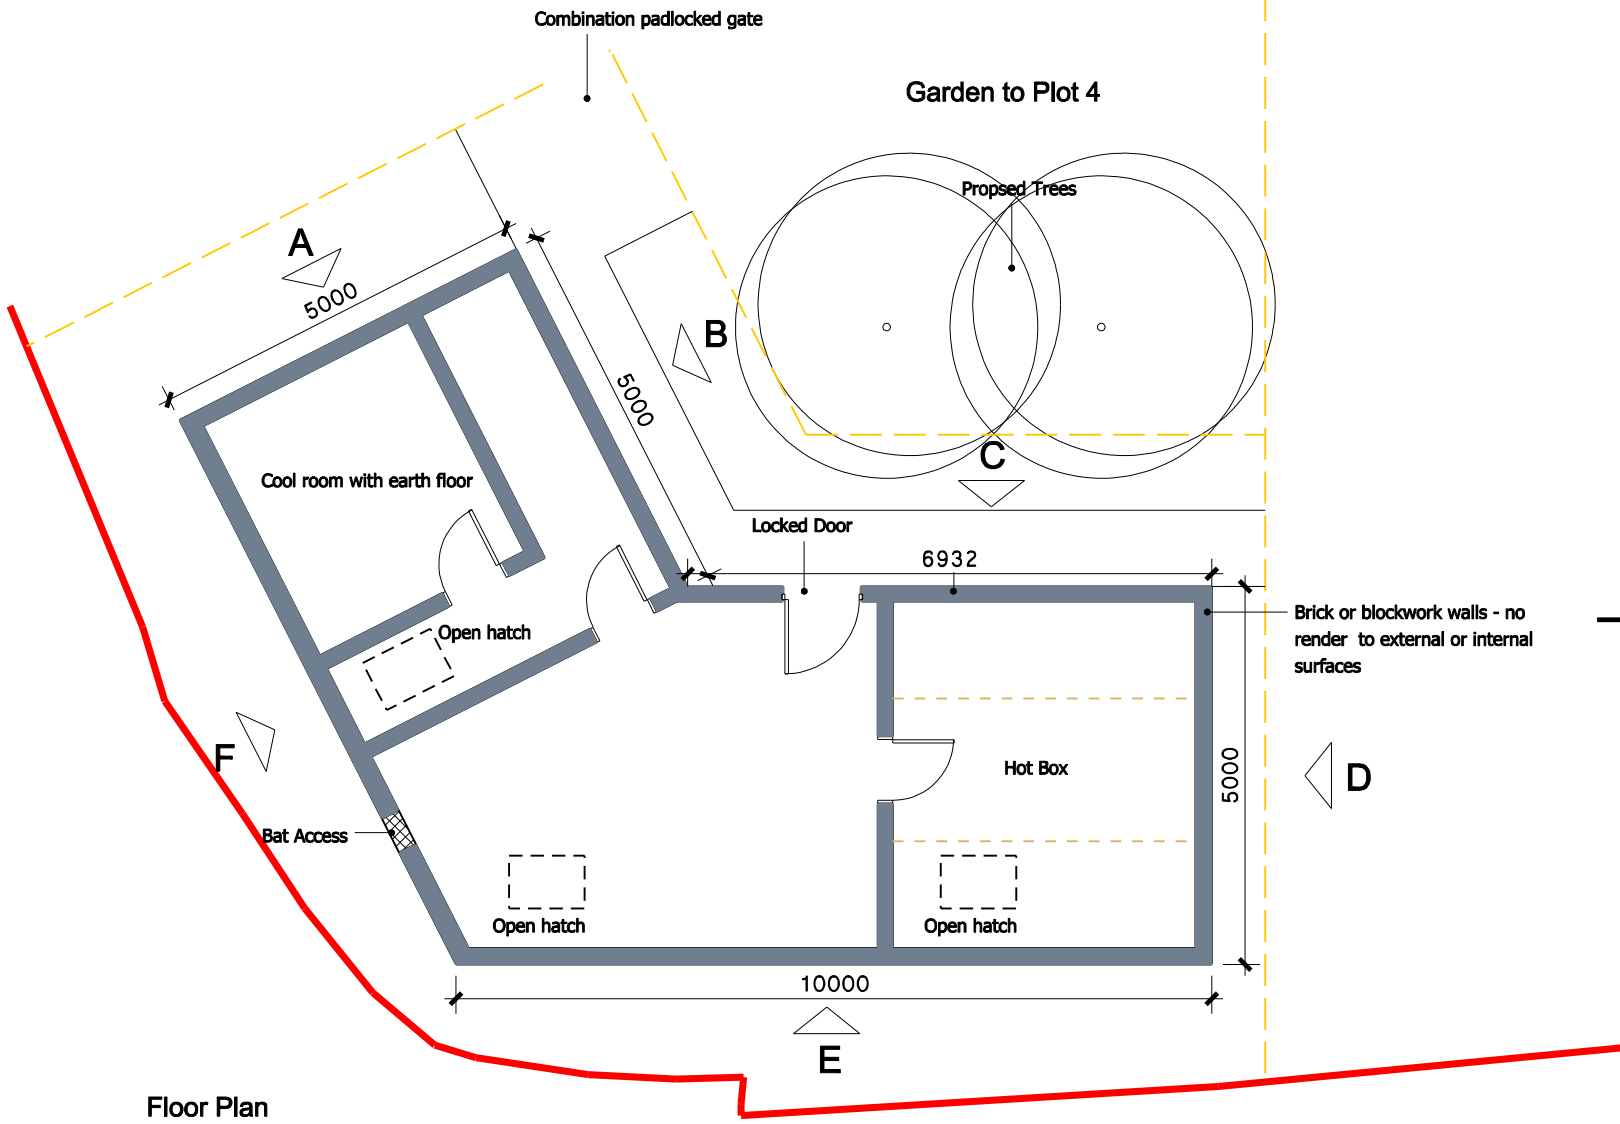 Combination padlocked gate
Garden to Plot 4
Propsed Trees
A
5000
B
5000
C
Cool room with earth floor
Locked Door
6932
Brick or blockwork walls - no
render to external or internal
surfaces
Open hatch
F
Hot Box
5000
D
Bat Access
Open hatch
Open hatch
10000
E
Floor Plan